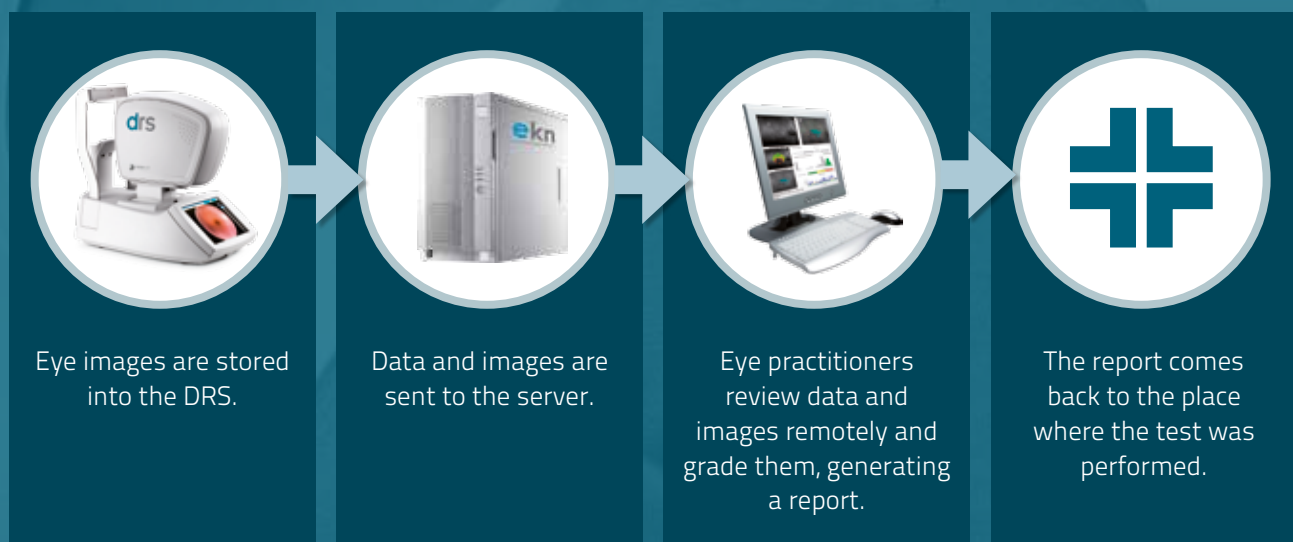 drs
ekn
Eye images are stored
into the DRS.
Data and images are
sent to the server.
Eye practitioners
review data and
images remotely and
grade them, generating
a report.
The report comes
back to the place
where the test was
performed.